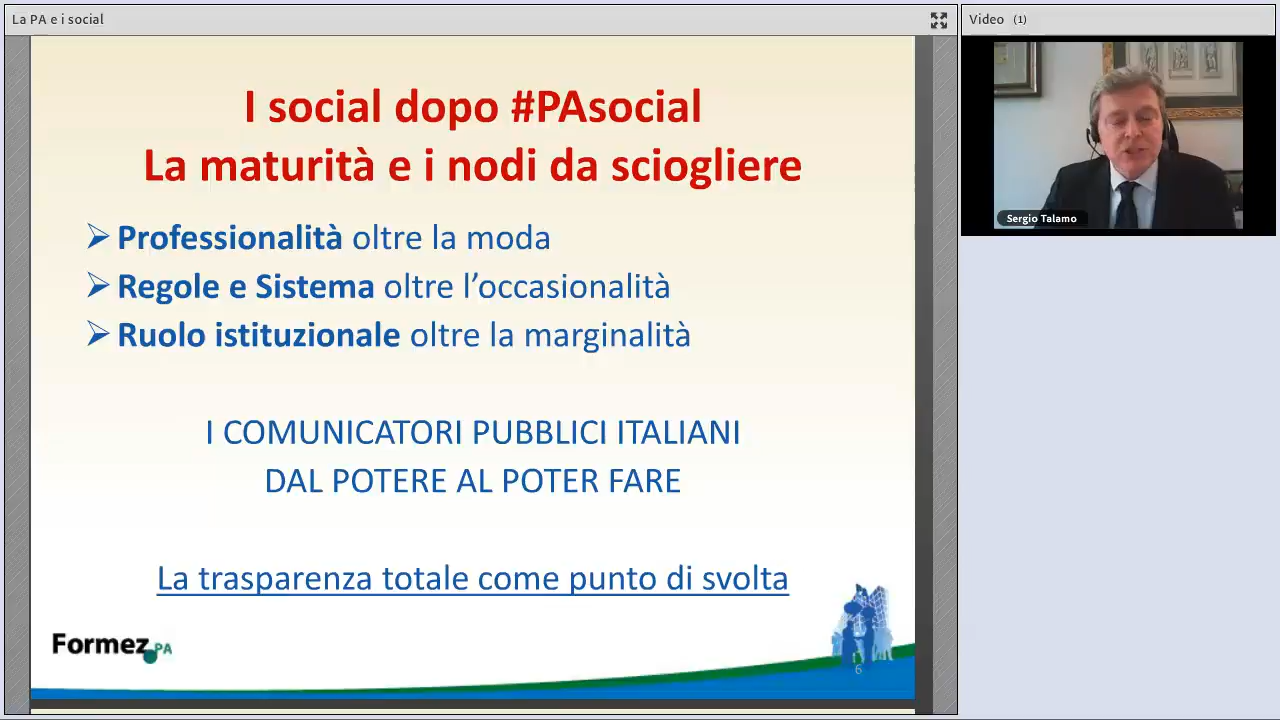 La PA e i social
Video (1)
I social dopo #PAsocial
La maturità e i nodi da sciogliere
Professionalità oltre la moda
Regole e Sistema oltre l’occasionalità
Ruolo istituzionale oltre la marginalità
I COMUNICATORI PUBBLICI ITALIANI
DAL POTERE AL POTER FARE
La trasparenza totale come punto di svolta
Formez PA
6
Sergio Talamo